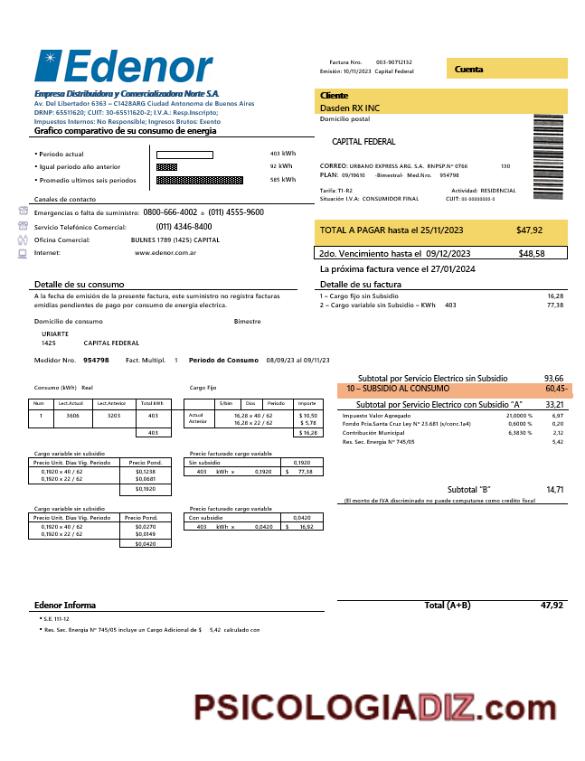 Edenor
Empresa Distribuidora y Comercializadora Norte S.A.
Av. Del Libertador 6363 – C1428ARG Ciudad Autonoma de Buenos Aires
DRNP: 65511620; CUIT: 30-65511620-2; I.V.A.: Resp.Inscripto;
Impuestos Internos: No Responsible; Ingresos Brutos: Exento
Factura Nro. 003-90712132
Emisión: 10/11/2023 Capital Federal
Cuenta
Cliente
Dasden RX INC
Domicilio postal
CAPITAL FEDERAL
CORREO: URBANO EXPRESS ARG. S.A. RNPSP.Nº 0766 130
PLAN: 09/19610 -Bimestral- Med.Nro. 954798
Tarifa: T1-R2 Actividad: RESIDENCIAL
Situación I.V.A.: CONSUMIDOR FINAL CUIT: 00-00000000-0
Grafico comparativo de su consumo de energia
• Periodo actual 403 kWh
• Igual periodo año anterior 92 kWh
• Promedio ultimos seis periodos 585 kWh
Canales de contacto
Emergencias o falta de suministro: 0800-666-4002 o (011) 4555-9600
Servicio Telefónico Comercial: (011) 4346-8400
Oficina Comercial: BULNES 1789 (1425) CAPITAL
Internet: www.edenor.com.ar
TOTAL A PAGAR hasta el 25/11/2023 $47,92
2do. Vencimiento hasta el 09/12/2023 $48,58
La próxima factura vence el 27/01/2024
Detalle de su consumo
A la fecha de emisión de la presente factura, este suministro no registra facturas
emidias pendientes de pago por consumo de energia electrica.
Domicilio de consumo Bimestre
URIARTE
1425 CAPITAL FEDERAL
Medidor Nro. 954798 Fact. Multipl. 1 Periodo de Consumo 08/09/23 al 09/11/23
Detalle de su factura
1 – Cargo fijo sin Subsidio 16,28
2 – Cargo variable sin Subsidio – KWh 403 77,38
Subtotal por Servicio Electrico sin Subsidio 93,66
10 – SUBSIDIO AL CONSUMO 60,45-
Subtotal por Servicio Electrico con Subsidio "A" 33,21
Impuesto Valor Agregado 21,0000 % 6,97
Fondo Pcia.Santa Cruz Ley Nº 23.681 (s/conc.1a4) 0,6000 % 0,20
Contribución Municipal 6,3830 % 2,12
Res. Sec. Energia Nº 745/05 5,42
Subtotal "B" 14,71
(El monto de IVA discriminado no puede computarse como credito fiscal
Total (A+B) 47,92
Consumo (kWh) Real
Num Lect.Actual Lect.Anterior Total kWh
1 3606 3203 403
403
Cargo Fijo
S/bim Dias Periodo Importe
Actual 16,28 x 40 / 62 $ 10,50
Anterior 16,28 x 22 / 62 $ 5,78
$ 16,28
Cargo variable sin subsidio
Precio Unit. Dias Vig. Periodo Precio Pond.
0,1920 x 40 / 62 $0,1238
0,1920 x 22 / 62 $0,0681
$0,1920
Precio facturado cargo variable
Sin subsidio 0,1920
403 kWh x 0,1920 $ 77,38
Cargo variable sin subsidio
Precio Unit. Dias Vig. Periodo Precio Pond.
0,1920 x 40 / 62 $0,0270
0,1920 x 22 / 62 $0,0149
$0,0420
Precio facturado cargo variable
Con subsidio 0,0420
403 kWh x 0,0420 $ 16,92
Edenor Informa
• S.E. 111-12
• Res. Sec. Energia Nº 745/05 incluye un Cargo Adicional de $ 5,42 calculado con
PSICOLOGIADIZ.com